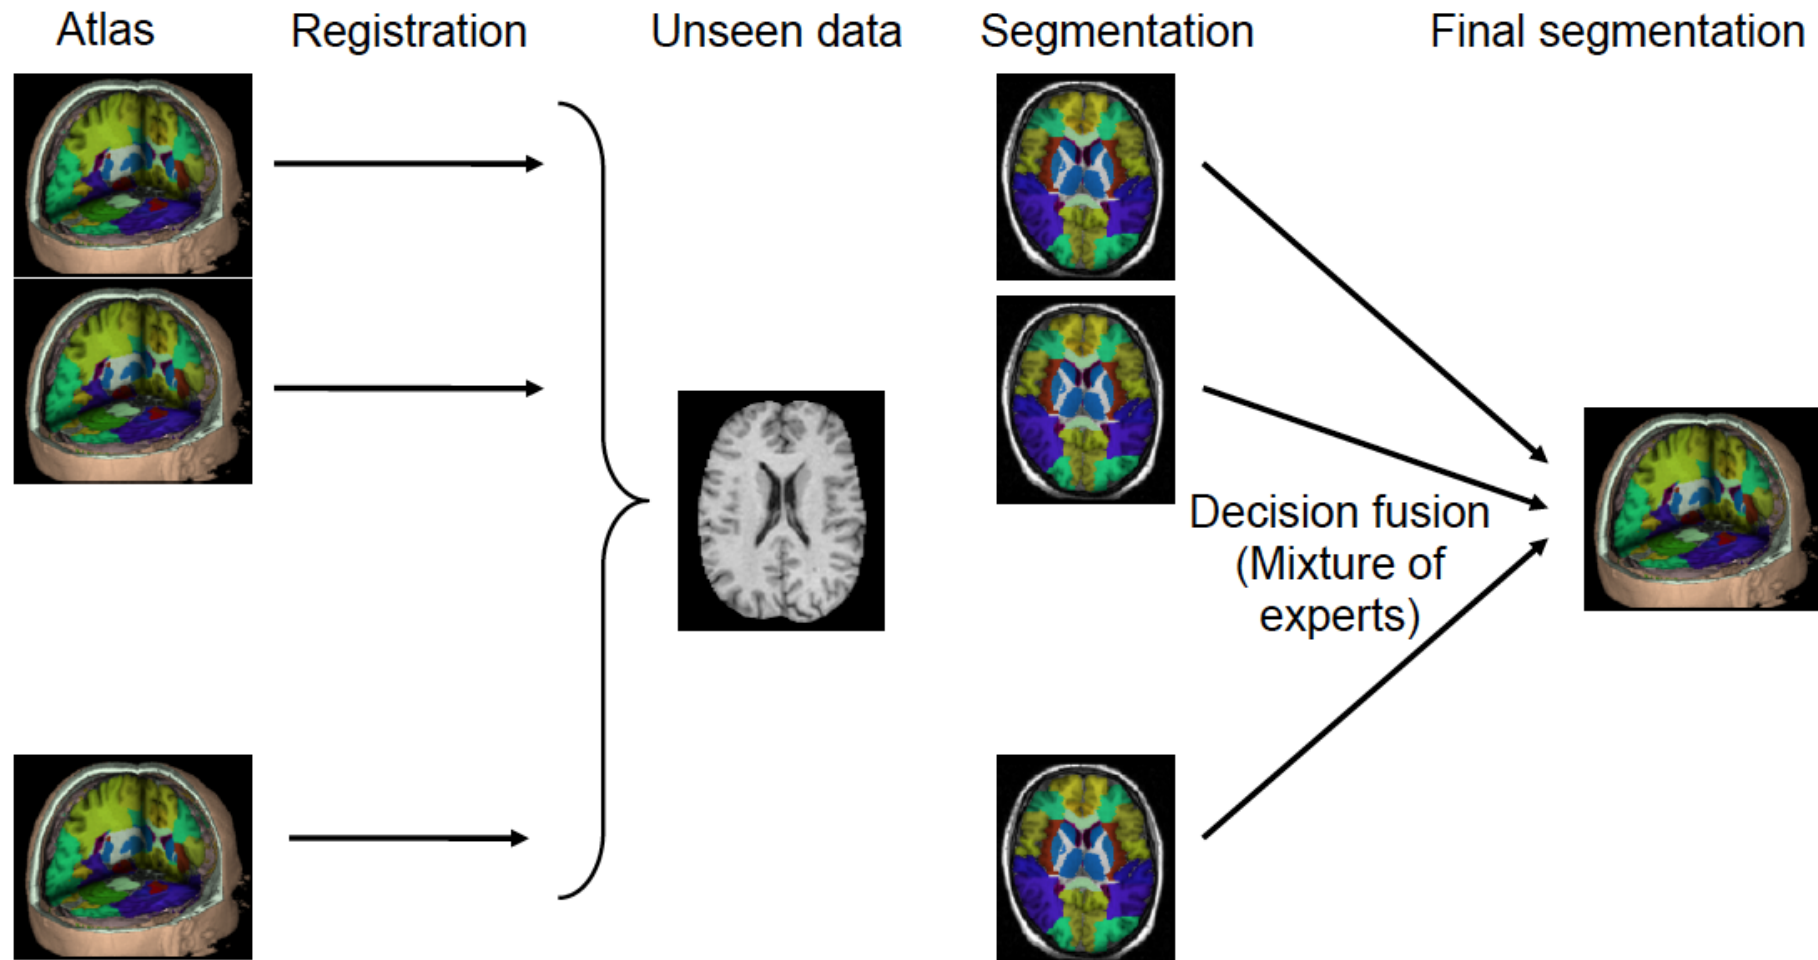 Atlas
Registration
Unseen data
Segmentation
Final segmentation
Decision fusion
(Mixture of
experts)